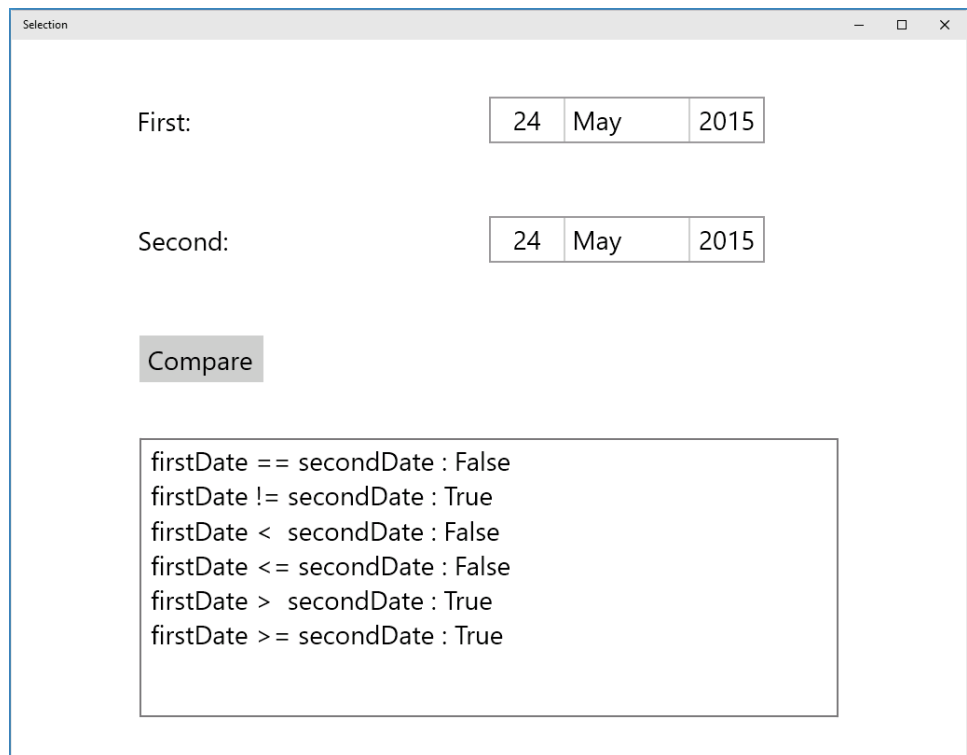 Selection
First: 24 May 2015
Second: 24 May 2015
Compare
firstDate == secondDate : False
firstDate != secondDate : True
firstDate <  secondDate : False
firstDate <= secondDate : False
firstDate >  secondDate : True
firstDate >= secondDate : True